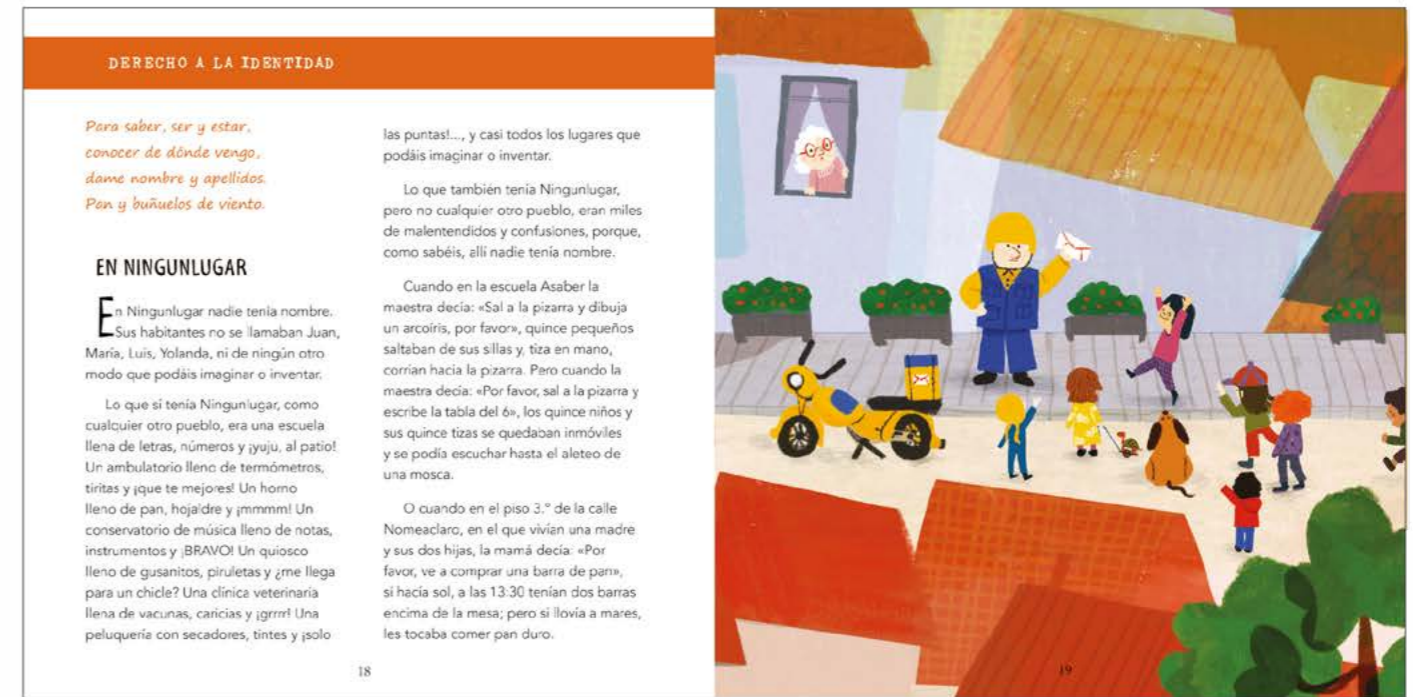 DERECHO A LA IDENTIDAD
Para saber, ser y estar,
conocer de dónde vengo,
dame nombre y apellidos.
Pan y buñuelos de viento.
EN NINGUNLUGAR
En Ningunlugar nadie tenía nombre.
Sus habitantes no se llamaban Juan,
María, Luis, Yolanda, ni de ningún otro
modo que podáis imaginar o inventar.
Lo que sí tenía Ningunlugar, como
cualquier otro pueblo, era una escuela
llena de letras, números y ¡yuju, al patio!
Un ambulatorio lleno de termómetros,
tiritas y ¡que te mejores! Un horno
lleno de pan, hojaldre y ¡mmmm! Un
conservatorio de música lleno de notas,
instrumentos y ¡BRAVO! Un quiosco
lleno de gusanitos, piruletas y ¿me llega
para un chicle? Una clínica veterinaria
llena de vacunas, caricias y ¡grrrr! Una
peluquería con secadores, tintes y ¡solo
las puntas!..., y casi todos los lugares que
podáis imaginar o inventar.
Lo que también tenía Ningunlugar,
pero no cualquier otro pueblo, eran miles
de malentendidos y confusiones, porque,
como sabéis, allí nadie tenía nombre.
Cuando en la escuela Asaber la
maestra decía: «Sal a la pizarra y dibuja
un arcoíris, por favor», quince pequeños
saltaban de sus sillas y, tiza en mano,
corrían hacia la pizarra. Pero cuando la
maestra decía: «Por favor, sal a la pizarra y
escribe la tabla del 6», los quince niños y
sus quince tizas se quedaban inmóviles
y se podía escuchar hasta el aleteo de
una mosca.
O cuando en el piso 3.º de la calle
Nomeaclaro, en el que vivían una madre
y sus dos hijas, la mamá decía: «Por
favor, ve a comprar una barra de pan»,
si hacía sol, a las 13:30 tenían dos barras
encima de la mesa; pero si llovía a mares,
les tocaba comer pan duro.
18
19